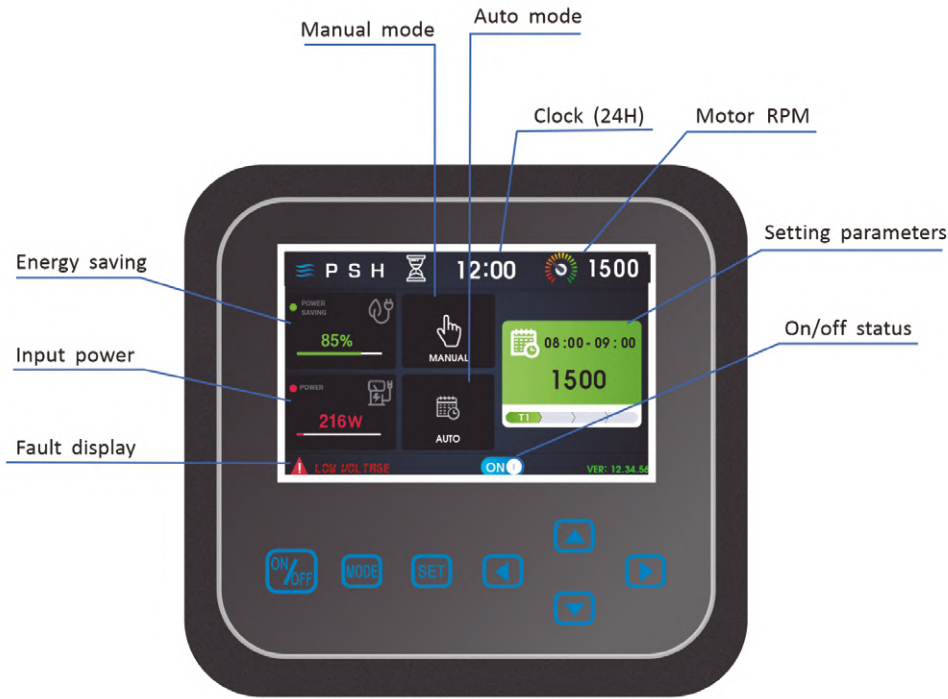 Auto mode
Manual mode
Clock (24H)
Motor RPM
Setting parameters
Energy saving
On/off status
Input power
Fault display
PSH 12:00 1500
POWER
SAVING
85%
MANUAL
08:00-09:00
1500
T1
POWER
216W
AUTO
LOW VOLTAGE
ON
VER: 12.34.56
ON/OFF
MODE
SET